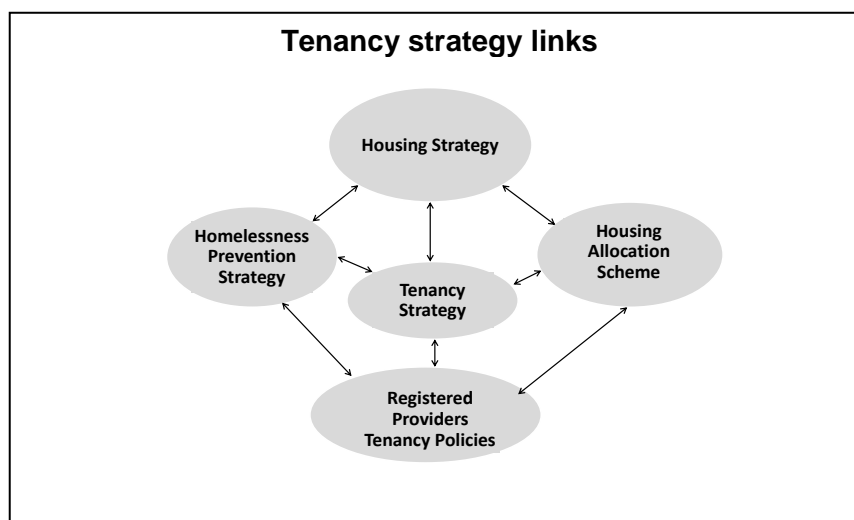 Tenancy strategy links
Housing Strategy
Homelessness
Prevention
Strategy
Housing
Allocation
Scheme
Tenancy
Strategy
Registered
Providers
Tenancy Policies